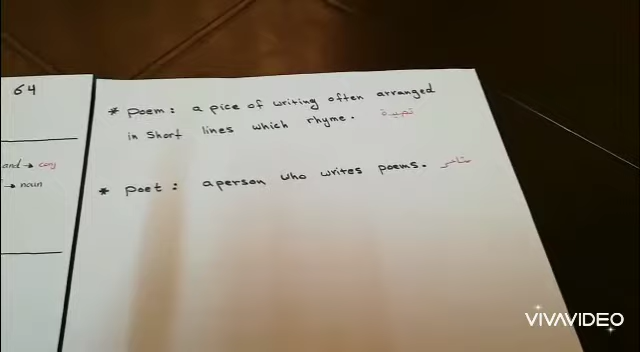 64
and → conj
→ noun
* Poem : a pice of writing often arranged
in short lines which rhyme. قصيدة
* Poet : aperson who writes poems. شاعر
VIVAVIDEO